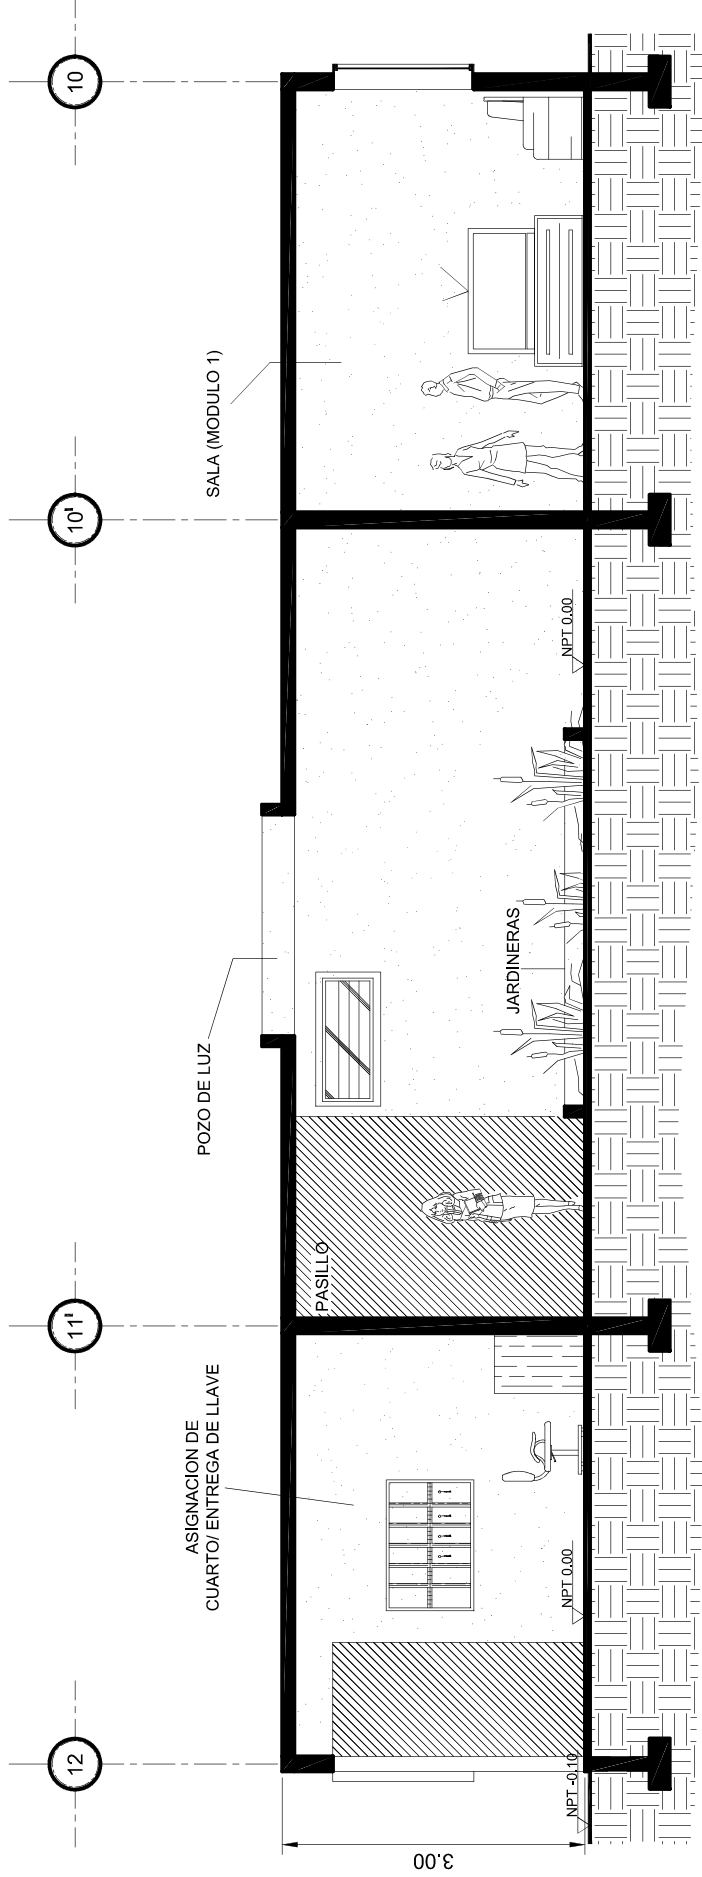 12
11'
10'
10
ASIGNACION DE
CUARTO/ ENTREGA DE LLAVE
POZO DE LUZ
SALA (MODULO 1)
PASILLO
3.00
JARDINERAS
NPT -0.10
NPT 0.00
NPT 0.00